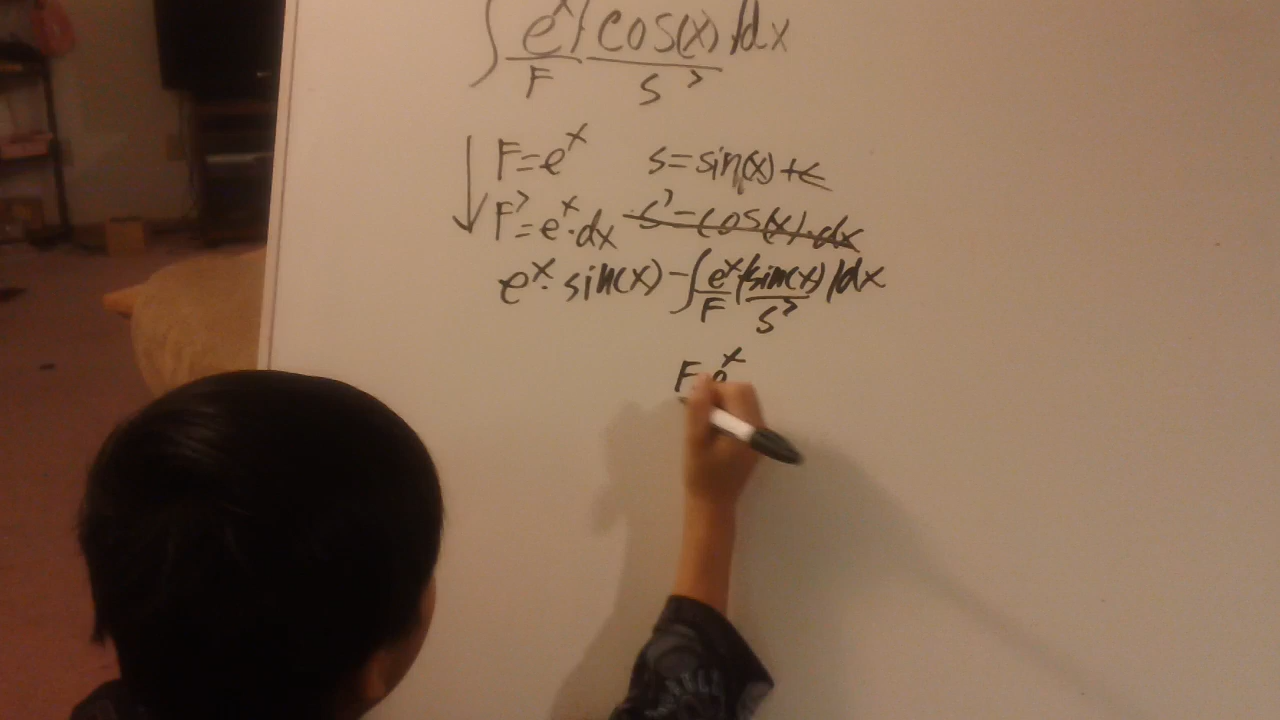 ∫ e^x (cos(x)) dx
F S'
F=e^x s=sin(x)+c
F'=e^x·dx s'=cos(x)·dx
e^x·sin(x)-∫e^x(sin(x))dx
F S'
F e^x